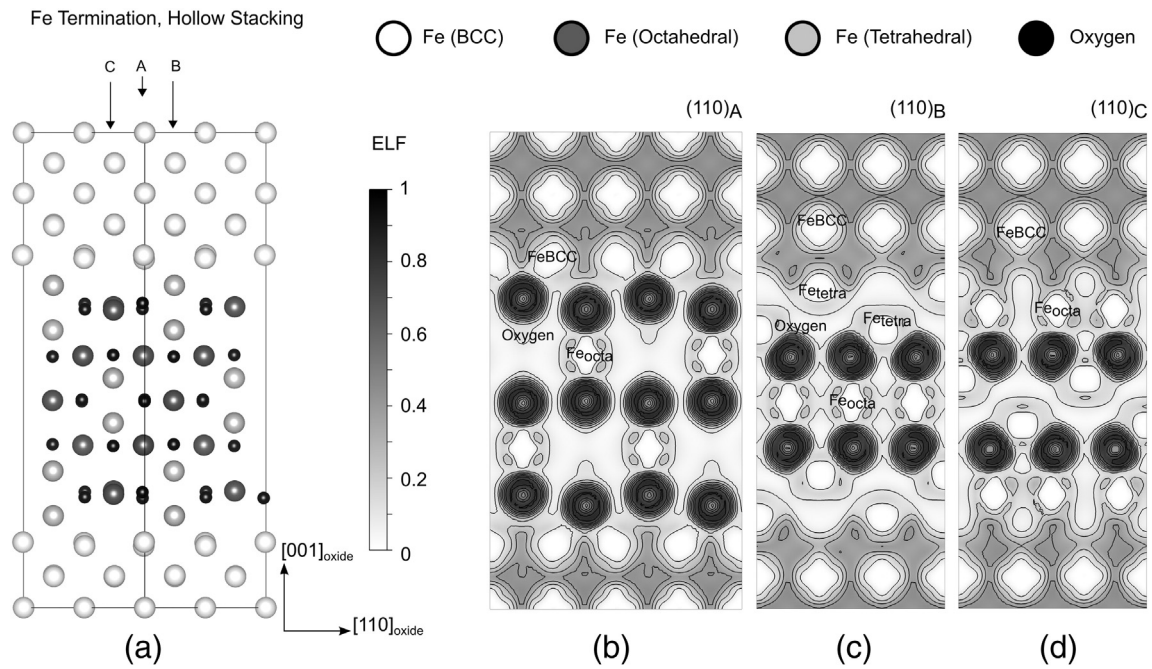 Fe Termination, Hollow Stacking
Fe (BCC)
Fe (Octahedral)
Fe (Tetrahedral)
Oxygen
C
A
B
ELF
1
0.8
0.6
0.4
0.2
0
[001]oxide
[110]oxide
(a)
(110)A
FeBCC
Oxygen
Feocta
(b)
(110)B
FeBCC
Fetetra
Oxygen
Fetetra
Feocta
(c)
(110)C
FeBCC
Feocta
(d)